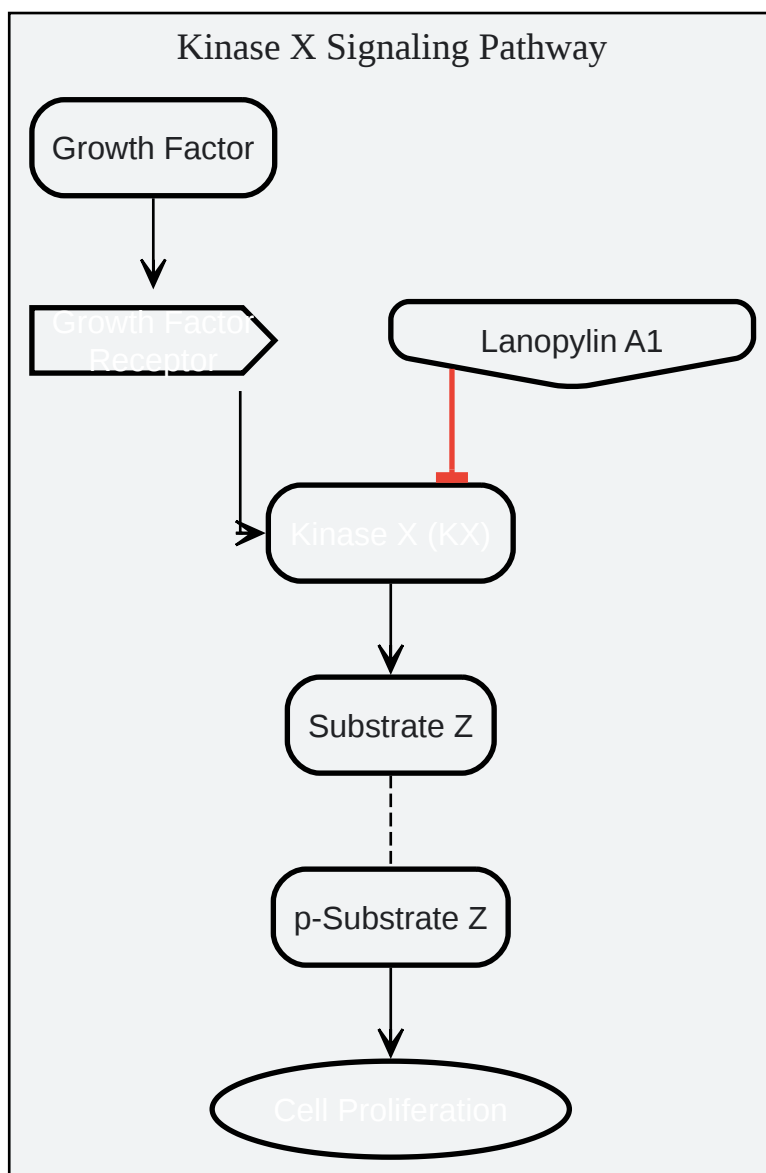 Kinase X Signaling Pathway
Growth Factor
Growth Factor
Receptor
Lanopylin A1
Kinase X (KX)
Substrate Z
p-Substrate Z
Cell Proliferation